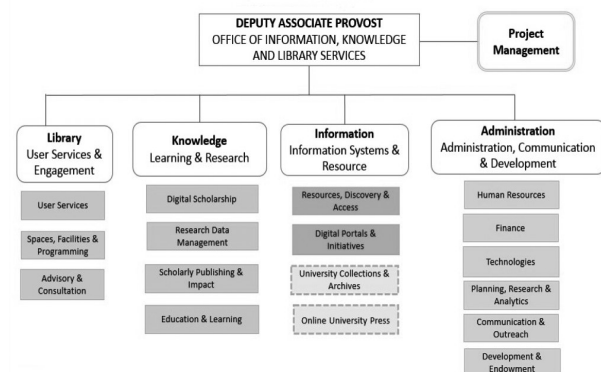 DEPUTY ASSOCIATE PROVOST
OFFICE OF INFORMATION, KNOWLEDGE
AND LIBRARY SERVICES
Project
Management
Library
User Services &
Engagement
User Services
Spaces, Facilities &
Programming
Advisory &
Consultation
Knowledge
Learning & Research
Digital Scholarship
Research Data
Management
Scholarly Publishing &
Impact
Education & Learning
Information
Information Systems &
Resource
Resources, Discovery &
Access
Digital Portals &
Initiatives
University Collections &
Archives
Online University Press
Administration
Administration, Communication
& Development
Human Resources
Finance
Technologies
Planning, Research &
Analytics
Communication &
Outreach
Development &
Endowment